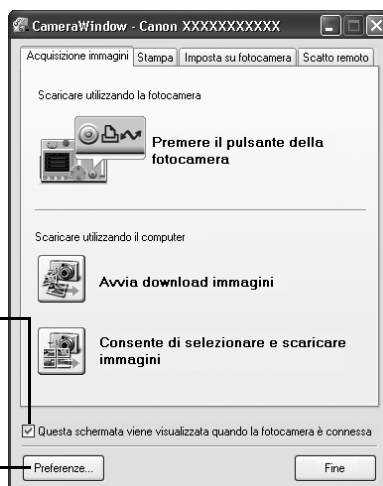 CameraWindow - Canon XXXXXXXXXXX
Acquisizione immagini Stampa Imposta su fotocamera Scatto remoto
Scaricare utilizzando la fotocamera
Premere il pulsante della
fotocamera
Scaricare utilizzando il computer
Avvia download immagini
Consente di selezionare e scaricare
immagini
Questa schermata viene visualizzata quando la fotocamera è connessa
Preferenze... Fine